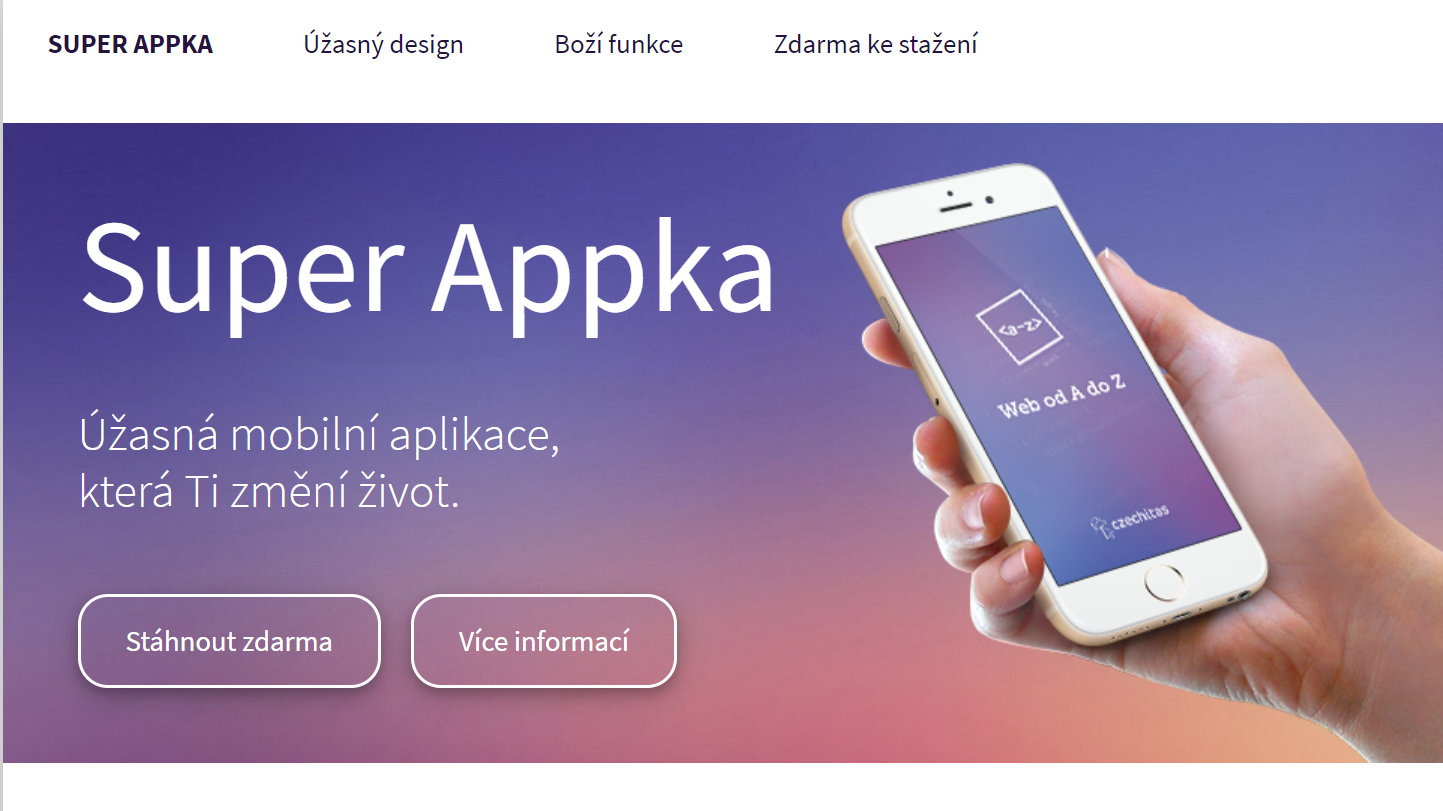 SUPER APPKA
Úžasný design
Boží funkce
Zdarma ke stažení
Super Appka
Úžasná mobilní aplikace,
která Ti změní život.
Stáhnout zdarma
Více informací
<a-z>
Web od A do Z
czechitas